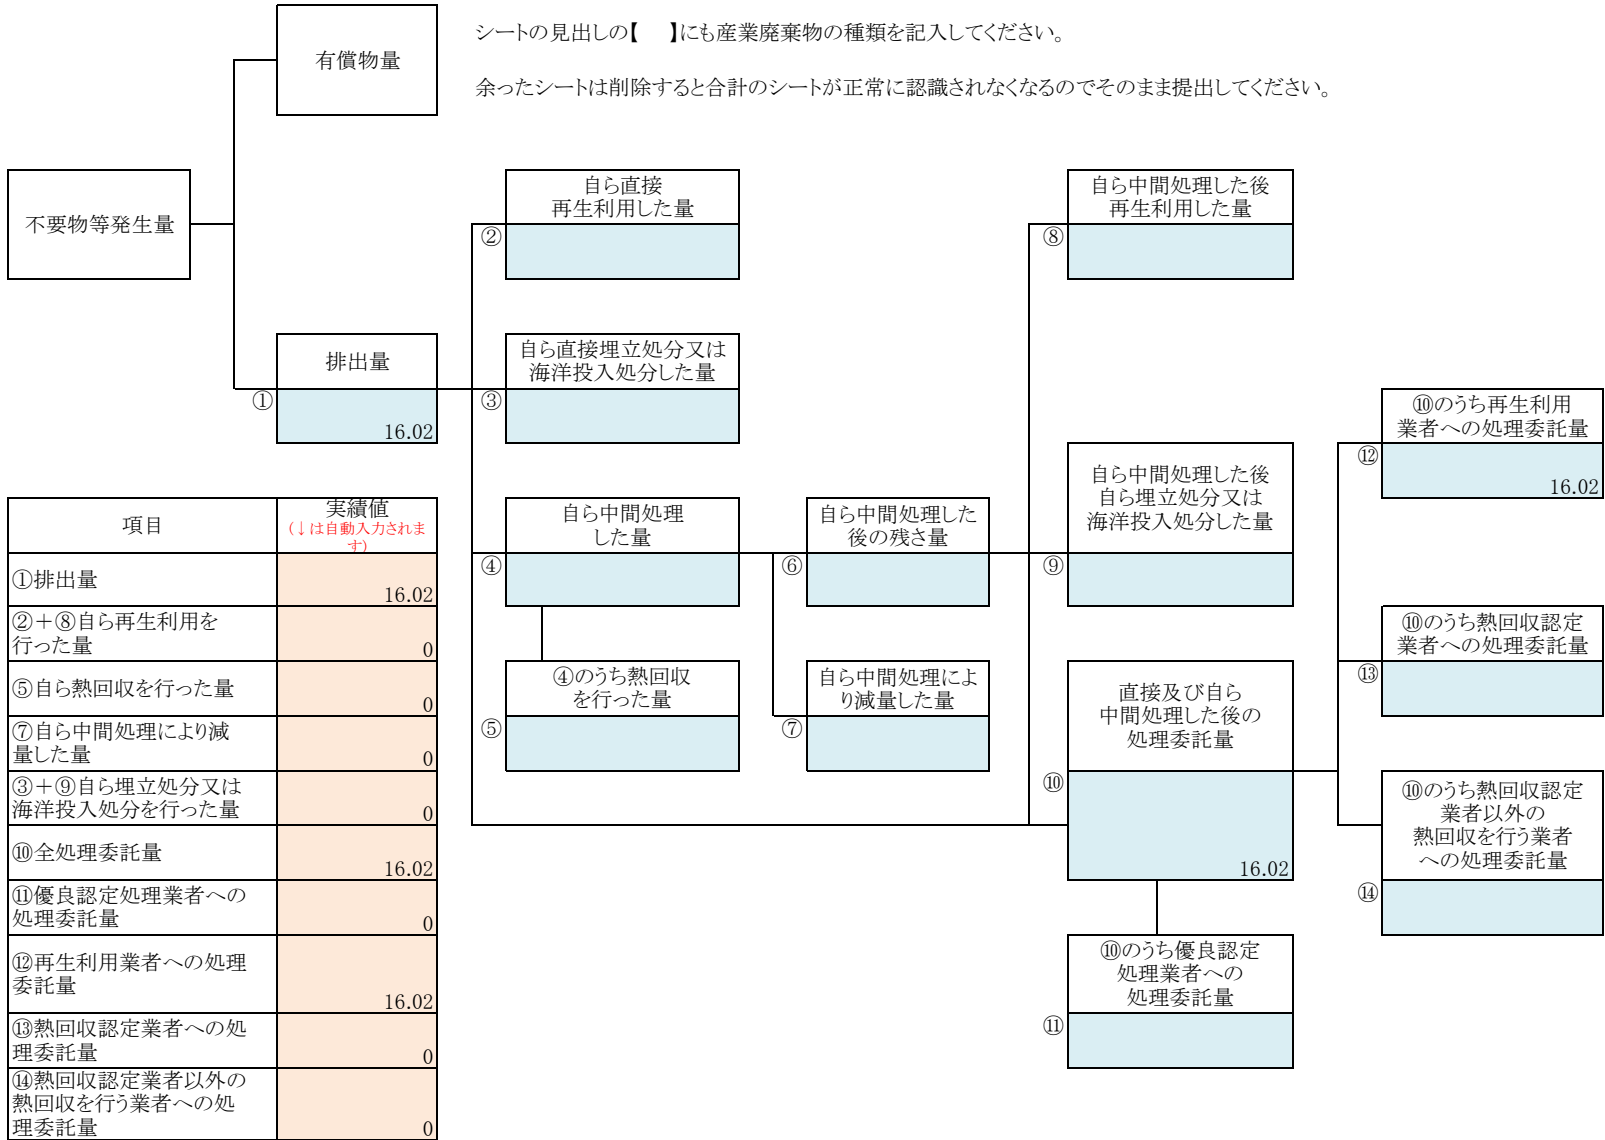 シートの見出しの【　】にも産業廃棄物の種類を記入してください。
余ったシートは削除すると合計のシートが正常に認識されなくなるのでそのまま提出してください。
有償物量
不要物等発生量
排出量
①
16.02
自ら直接
再生利用した量
②
自ら直接埋立処分又は
海洋投入処分した量
③
自ら中間処理
した量
④
④のうち熱回収
を行った量
⑤
自ら中間処理した
後の残さ量
⑥
自ら中間処理によ
り減量した量
⑦
自ら中間処理した後
再生利用した量
⑧
自ら中間処理した後
自ら埋立処分又は
海洋投入処分した量
⑨
直接及び自ら
中間処理した後の
処理委託量
⑩
16.02
⑩のうち優良認定
処理業者への
処理委託量
⑪
⑩のうち再生利用
業者への処理委託量
⑫
16.02
⑩のうち熱回収認定
業者への処理委託量
⑬
⑩のうち熱回収認定
業者以外の
熱回収を行う業者
への処理委託量
⑭
項目
実績値
(↓は自動入力されま
す)
①排出量
16.02
②＋⑧自ら再生利用を
行った量
0
⑤自ら熱回収を行った量
0
⑦自ら中間処理により減
量した量
0
③＋⑨自ら埋立処分又は
海洋投入処分を行った量
0
⑩全処理委託量
16.02
⑪優良認定処理業者への
処理委託量
0
⑫再生利用業者への処理
委託量
16.02
⑬熱回収認定業者への処
理委託量
0
⑭熱回収認定業者以外の
熱回収を行う業者への処
理委託量
0